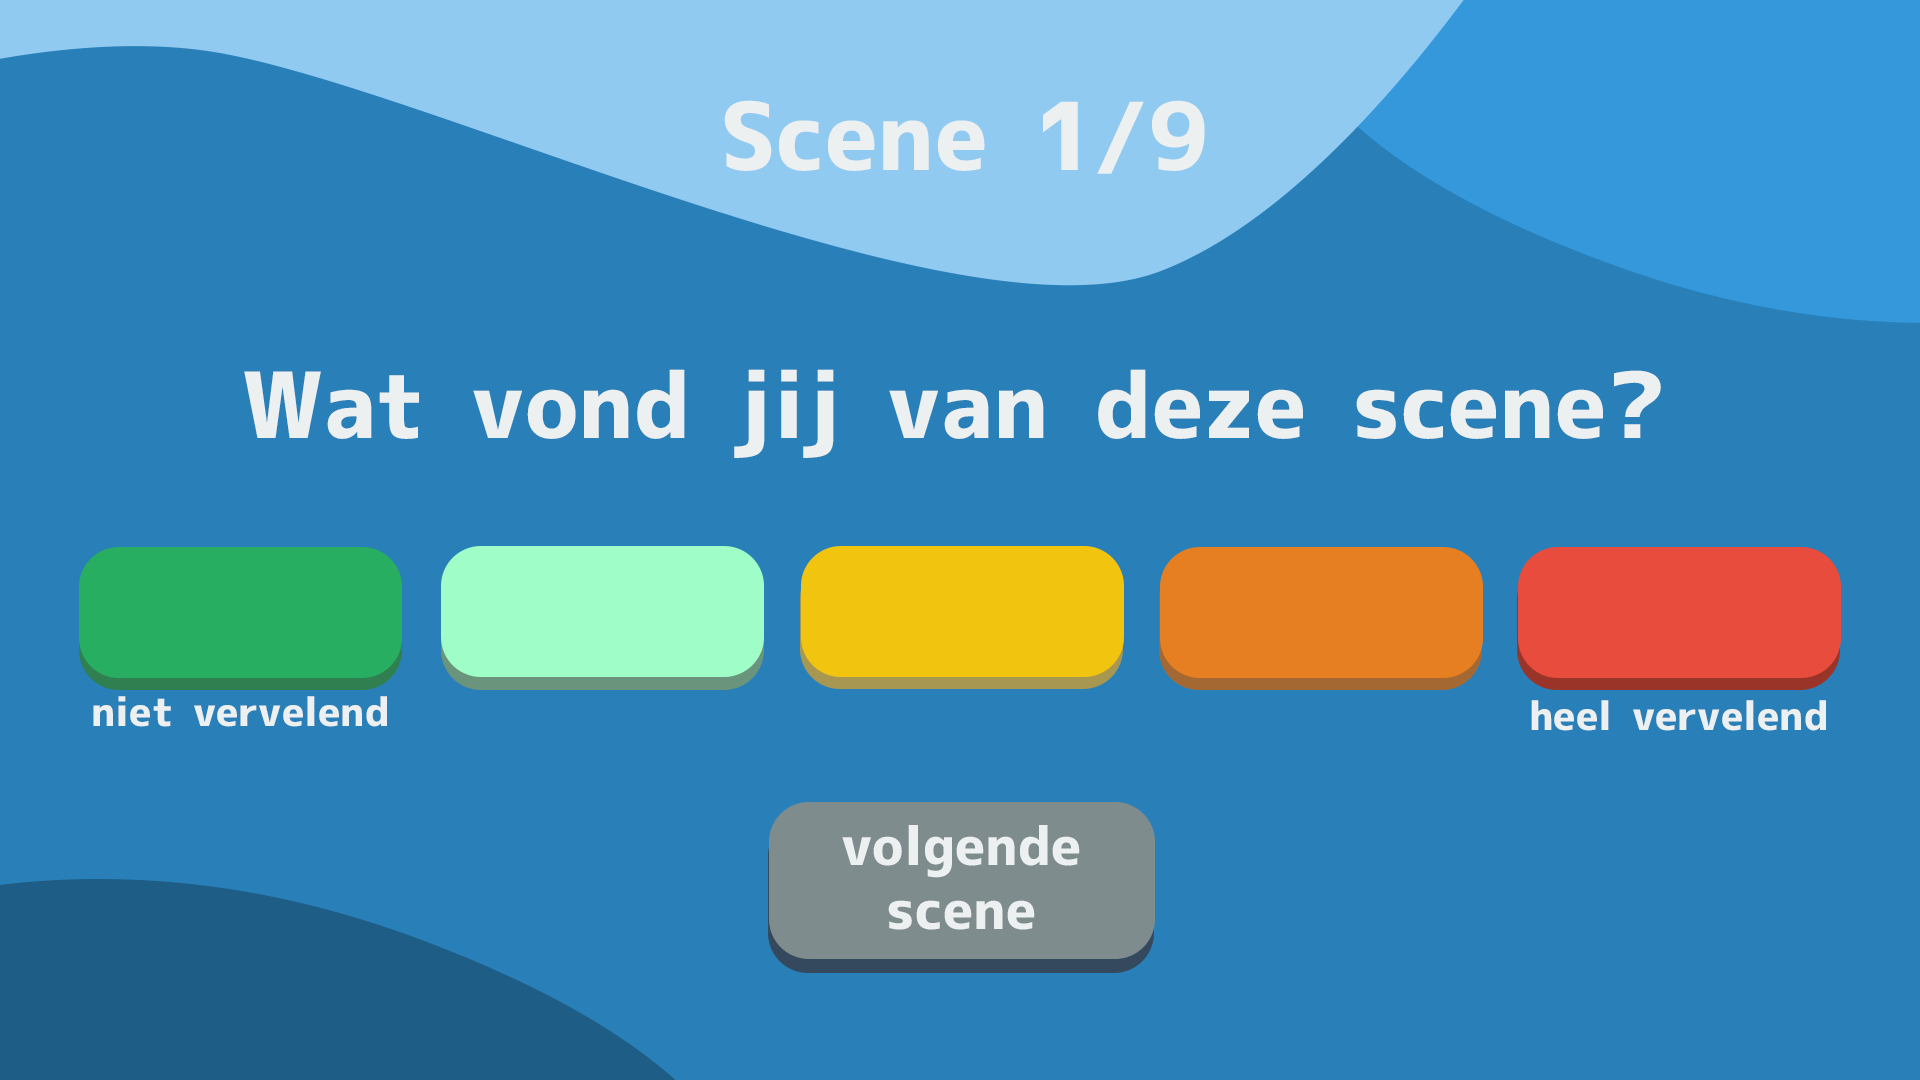 Scene 1/9
Wat vond jij van deze scene?
niet vervelend
heel vervelend
volgende
scene